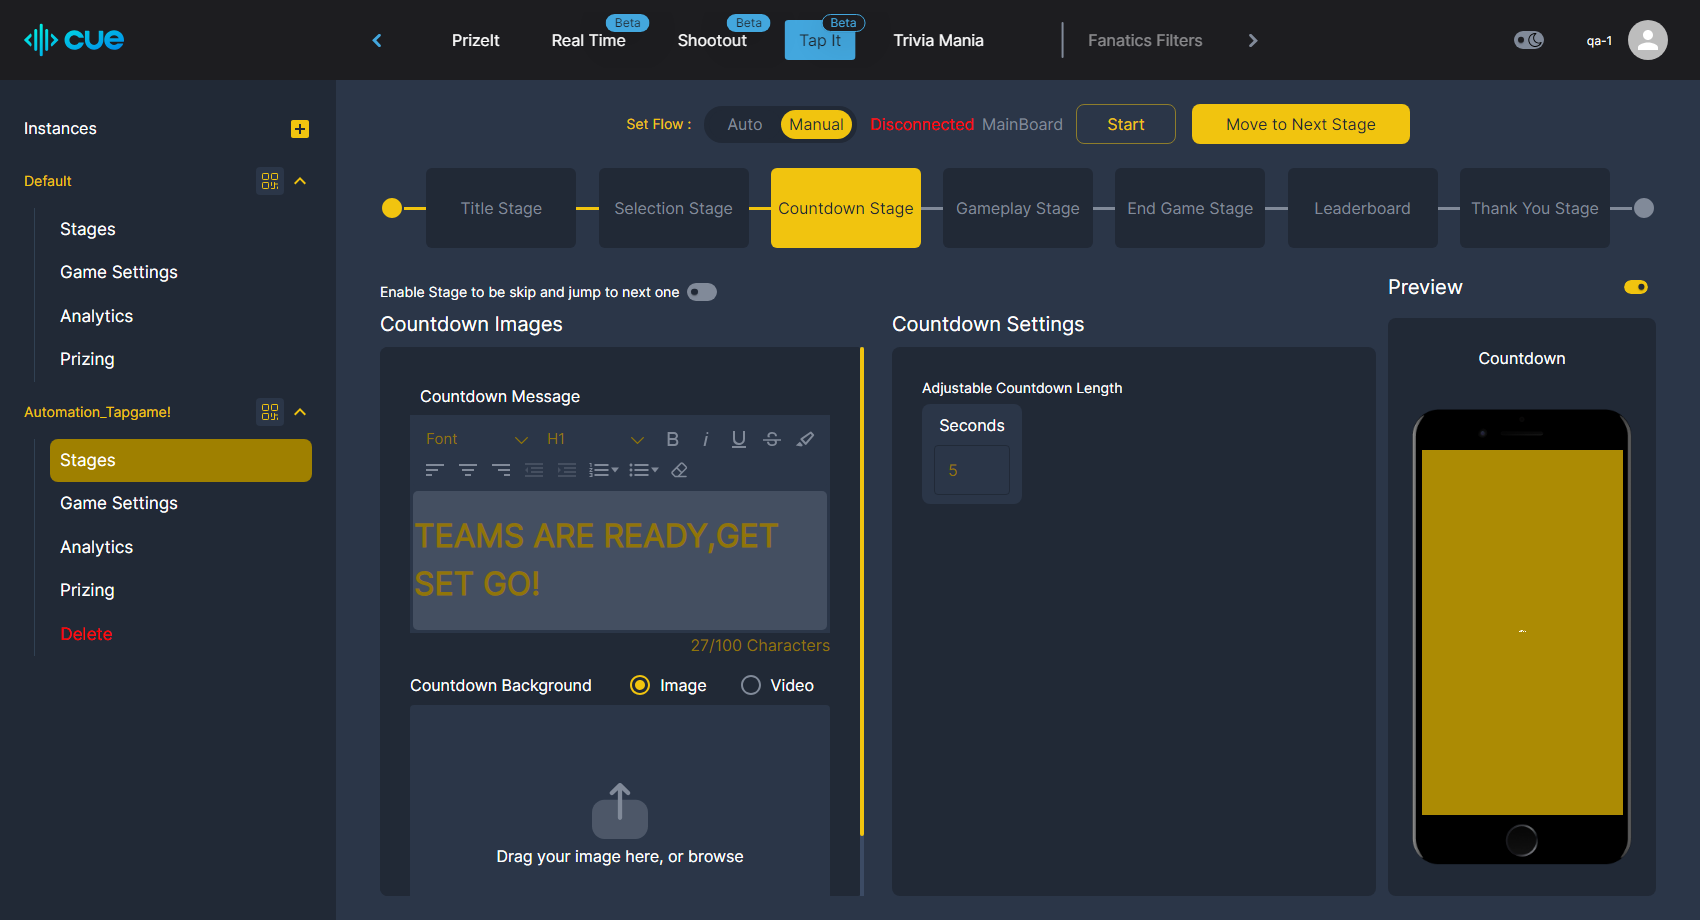 cue
PrizeIt
Real Time
Beta
Shootout
Beta
Tap It
Beta
Trivia Mania
Fanatics Filters
qa-1
Instances
Default
Stages
Game Settings
Analytics
Prizing
Automation_Tapgame!
Stages
Game Settings
Analytics
Prizing
Delete
Set Flow :
Auto
Manual
Disconnected MainBoard
Start
Move to Next Stage
Title Stage
Selection Stage
Countdown Stage
Gameplay Stage
End Game Stage
Leaderboard
Thank You Stage
Enable Stage to be skip and jump to next one
Countdown Images
Countdown Message
Font
H1
B
i
U
S
TEAMS ARE READY,GET
SET GO!
27/100 Characters
Countdown Background
Image
Video
Drag your image here, or browse
Countdown Settings
Adjustable Countdown Length
Seconds
5
Preview
Countdown